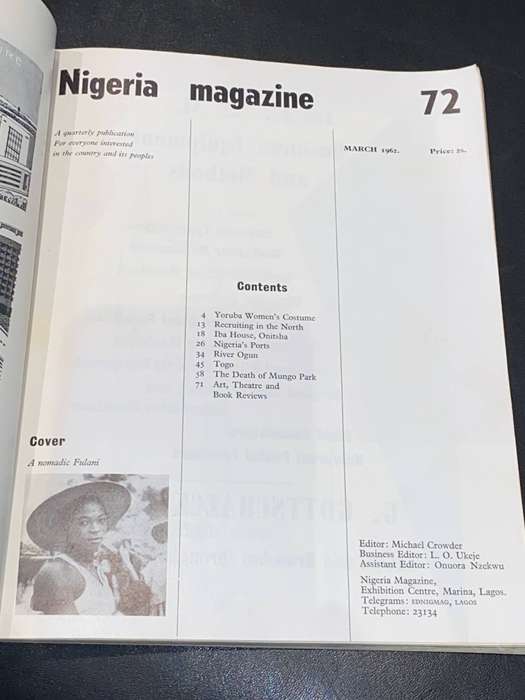 Nigeria magazine 72
A quarterly publication
For everyone interested
in the country and its peoples
MARCH 1962. Price: 2s.
Contents
4 Yoruba Women's Costume
13 Recruiting in the North
18 Iba House, Onitsha
26 Nigeria's Ports
34 River Ogun
45 Togo
58 The Death of Mungo Park
71 Art, Theatre and
Book Reviews
Cover
A nomadic Fulani
Editor: Michael Crowder
Business Editor: L. O. Ukeje
Assistant Editor: Onuora Nzekwu
Nigeria Magazine,
Exhibition Centre, Marina, Lagos.
Telegrams: EDNIGMAG, LAGOS
Telephone: 23134